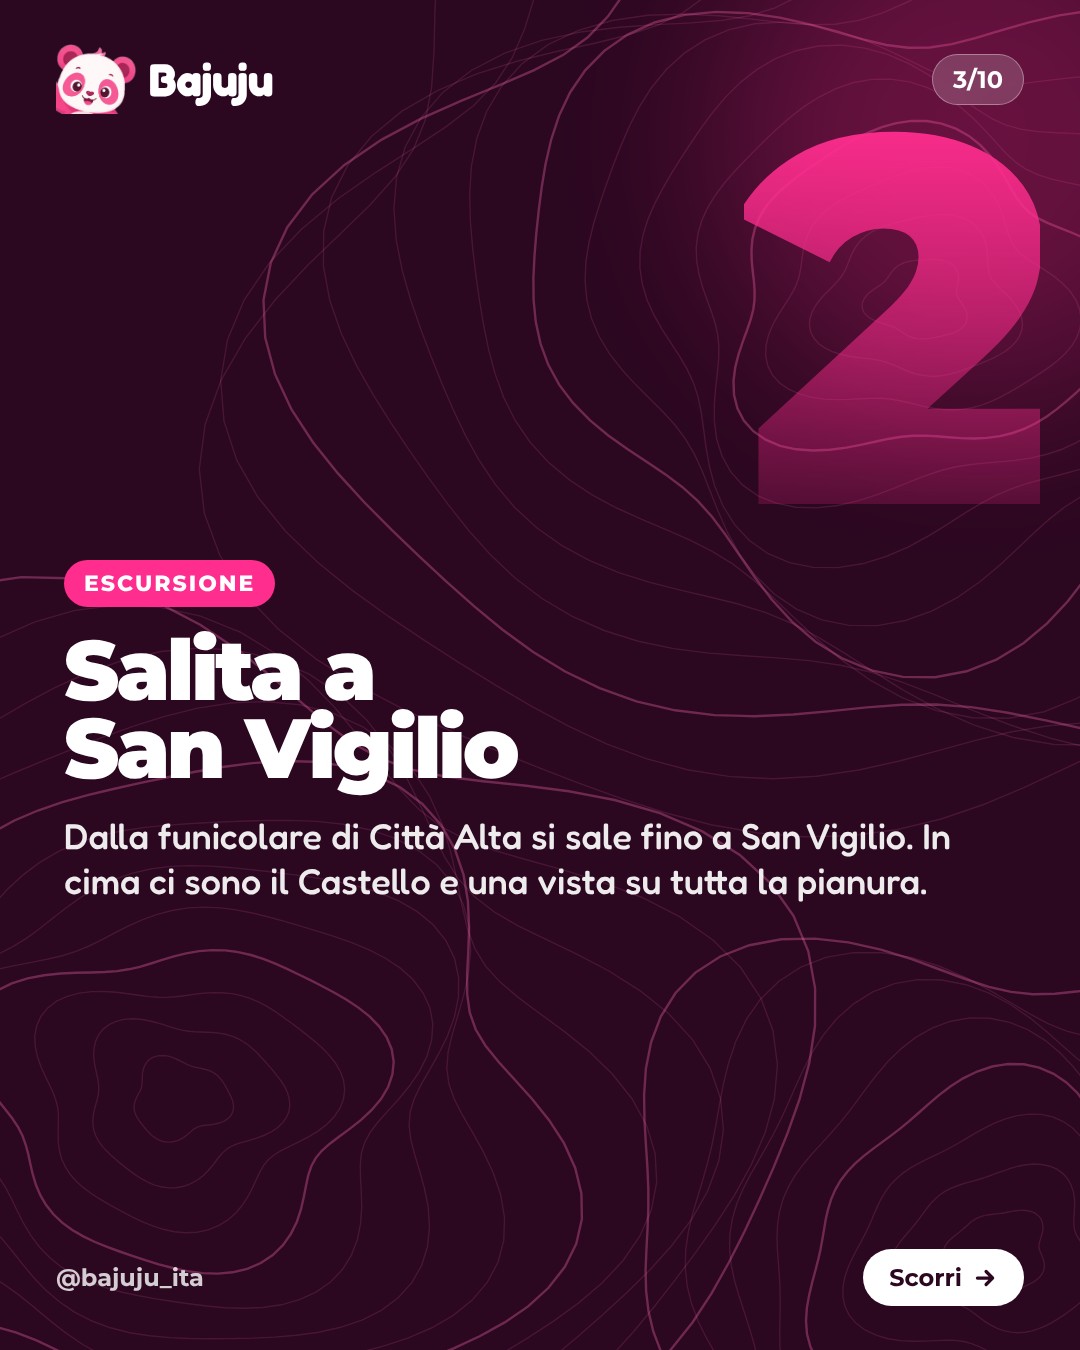 Bajuju
3/10
2
ESCURSIONE
Salita a
San Vigilio
Dalla funicolare di Città Alta si sale fino a San Vigilio. In
cima ci sono il Castello e una vista su tutta la pianura.
@bajuju_ita
Scorri →